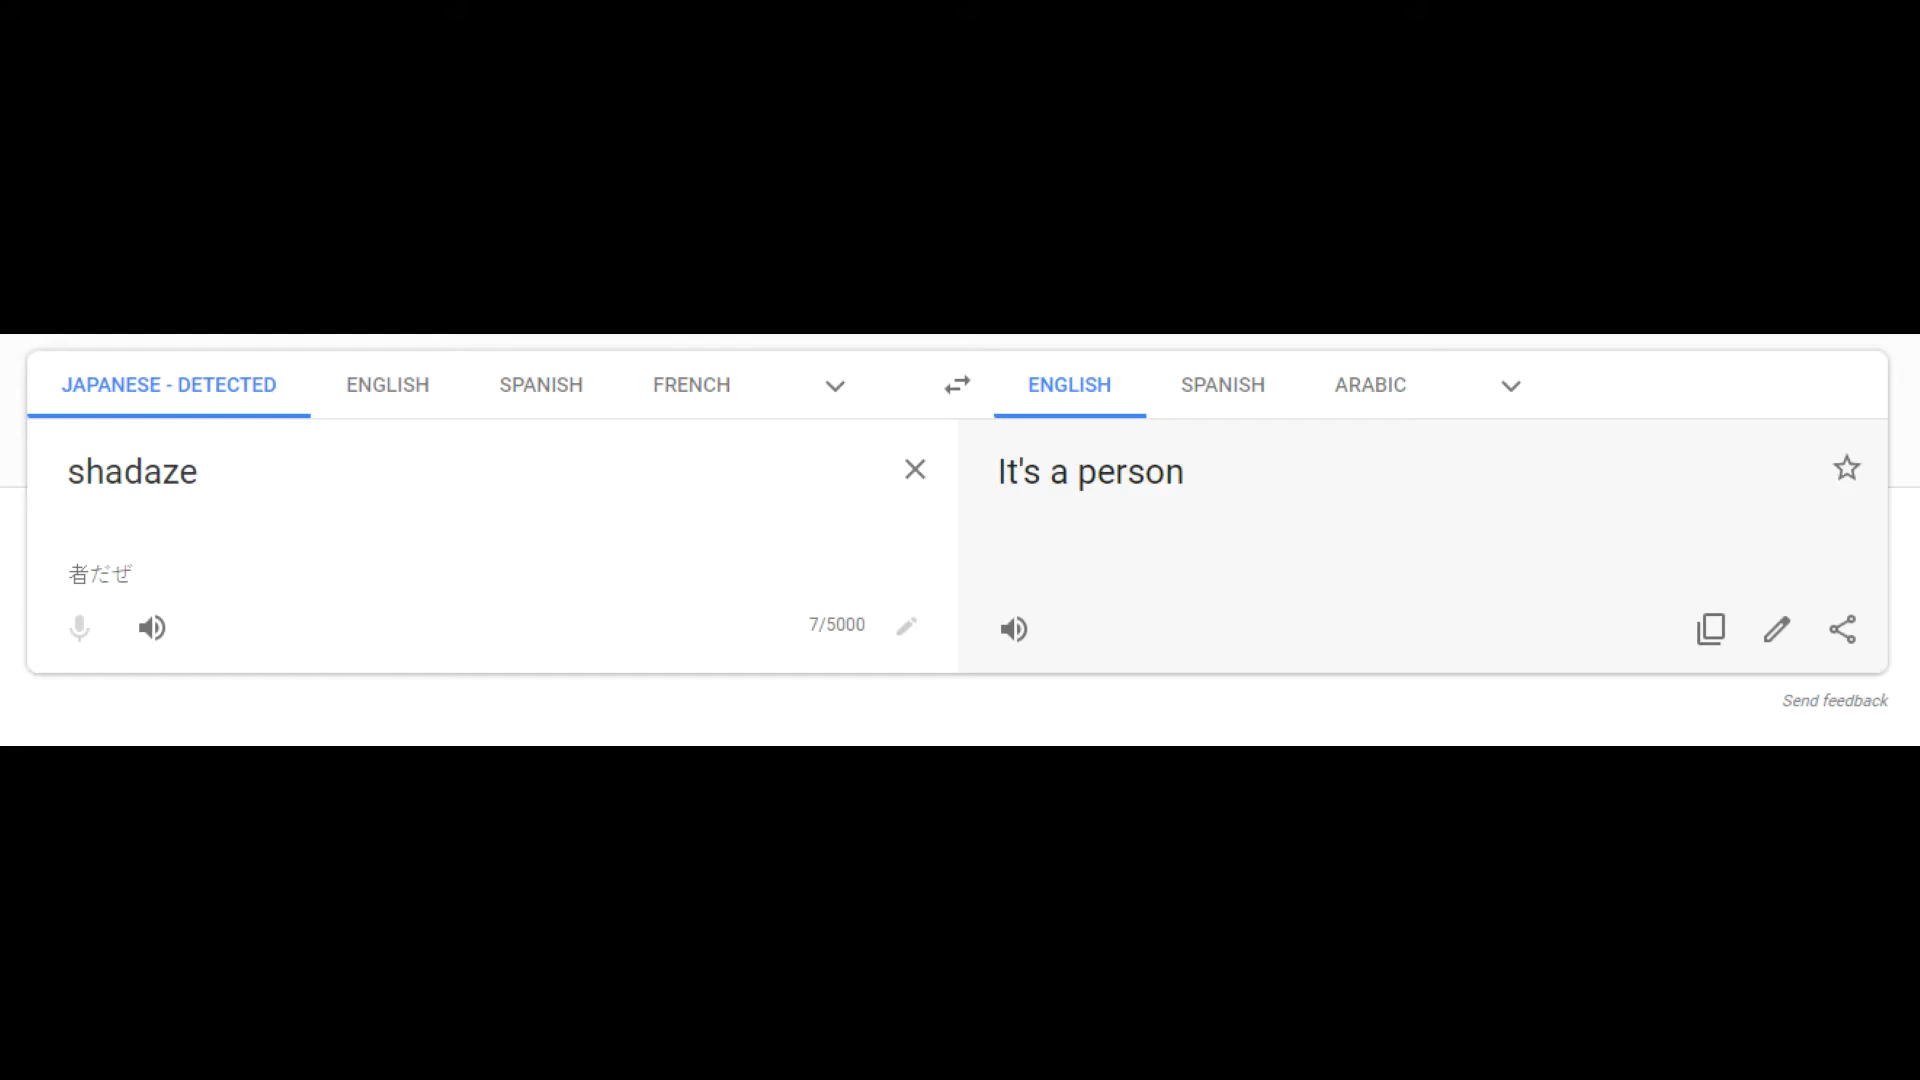 JAPANESE - DETECTED ENGLISH SPANISH FRENCH ENGLISH SPANISH ARABIC
shadaze It's a person
者だぜ
7/5000
Send feedback